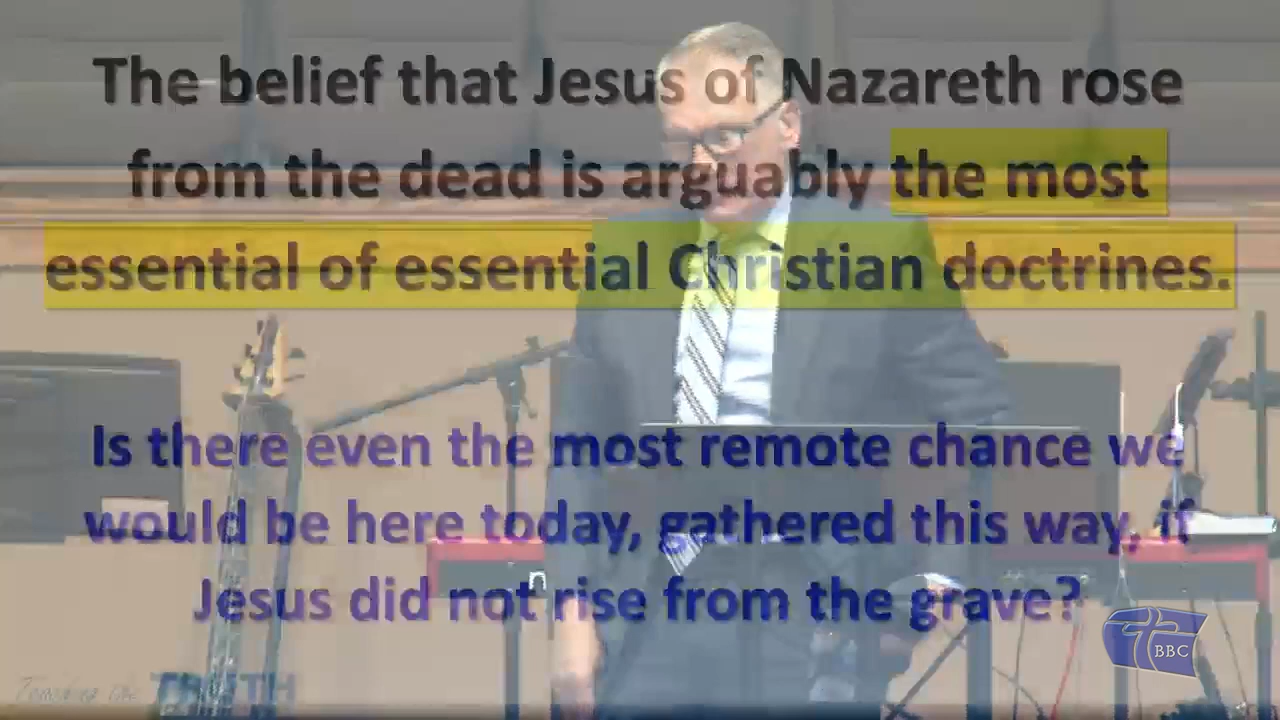 The belief that Jesus of Nazareth rose
from the dead is arguably the most
essential of essential Christian doctrines.
Is there even the most remote chance we
would be here today, gathered this way, if
Jesus did not rise from the grave?
BBC
TRUTH